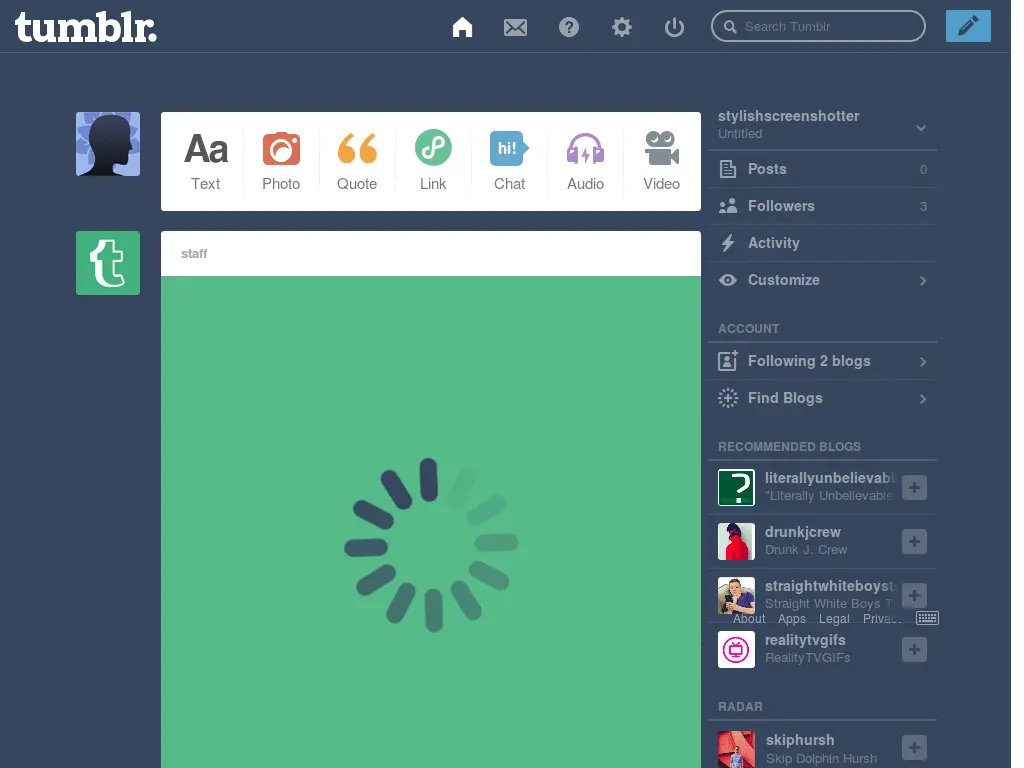 tumblr.
Search Tumblr
Aa
hi!
Text
Photo
Quote
Link
Chat
Audio
Video
staff
stylishscreenshotter
Untitled
Posts 0
Followers 3
Activity
Customize
ACCOUNT
Following 2 blogs
Find Blogs
RECOMMENDED BLOGS
literallyunbelievabl
"Literally Unbelievable
drunkjcrew
Drunk J. Crew
straightwhiteboyst
Straight White Boys T
About Apps Legal Privac
realitytvgifs
RealityTVGIFs
RADAR
skiphursh
Skip Dolphin Hursh